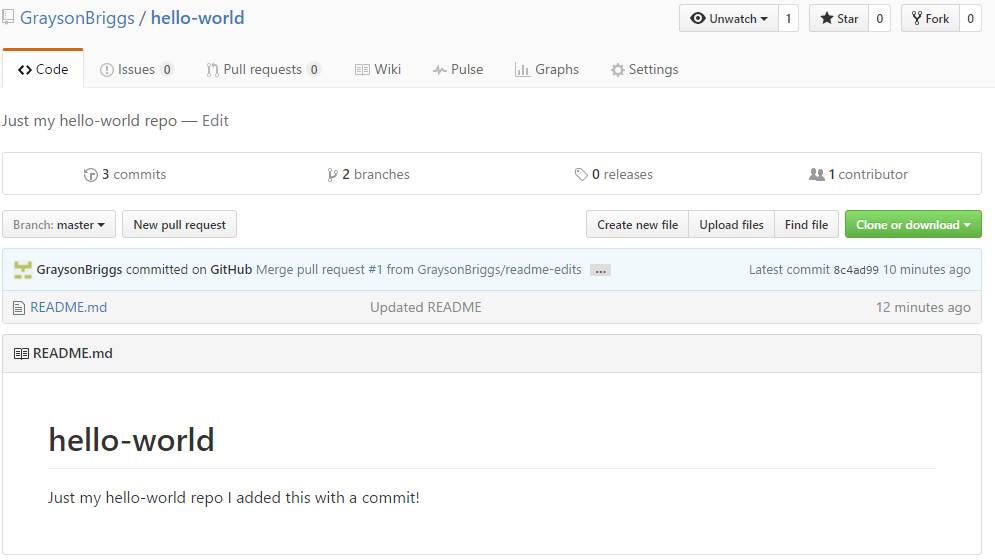 GraysonBriggs / hello-world
Unwatch 1 Star 0 Fork 0
Code Issues 0 Pull requests 0 Wiki Pulse Graphs Settings
Just my hello-world repo — Edit
3 commits 2 branches 0 releases 1 contributor
Branch: master New pull request Create new file Upload files Find file Clone or download
GraysonBriggs committed on GitHub Merge pull request #1 from GraysonBriggs/readme-edits ... Latest commit 8c4ad99 10 minutes ago
README.md Updated README 12 minutes ago
README.md
hello-world
Just my hello-world repo I added this with a commit!